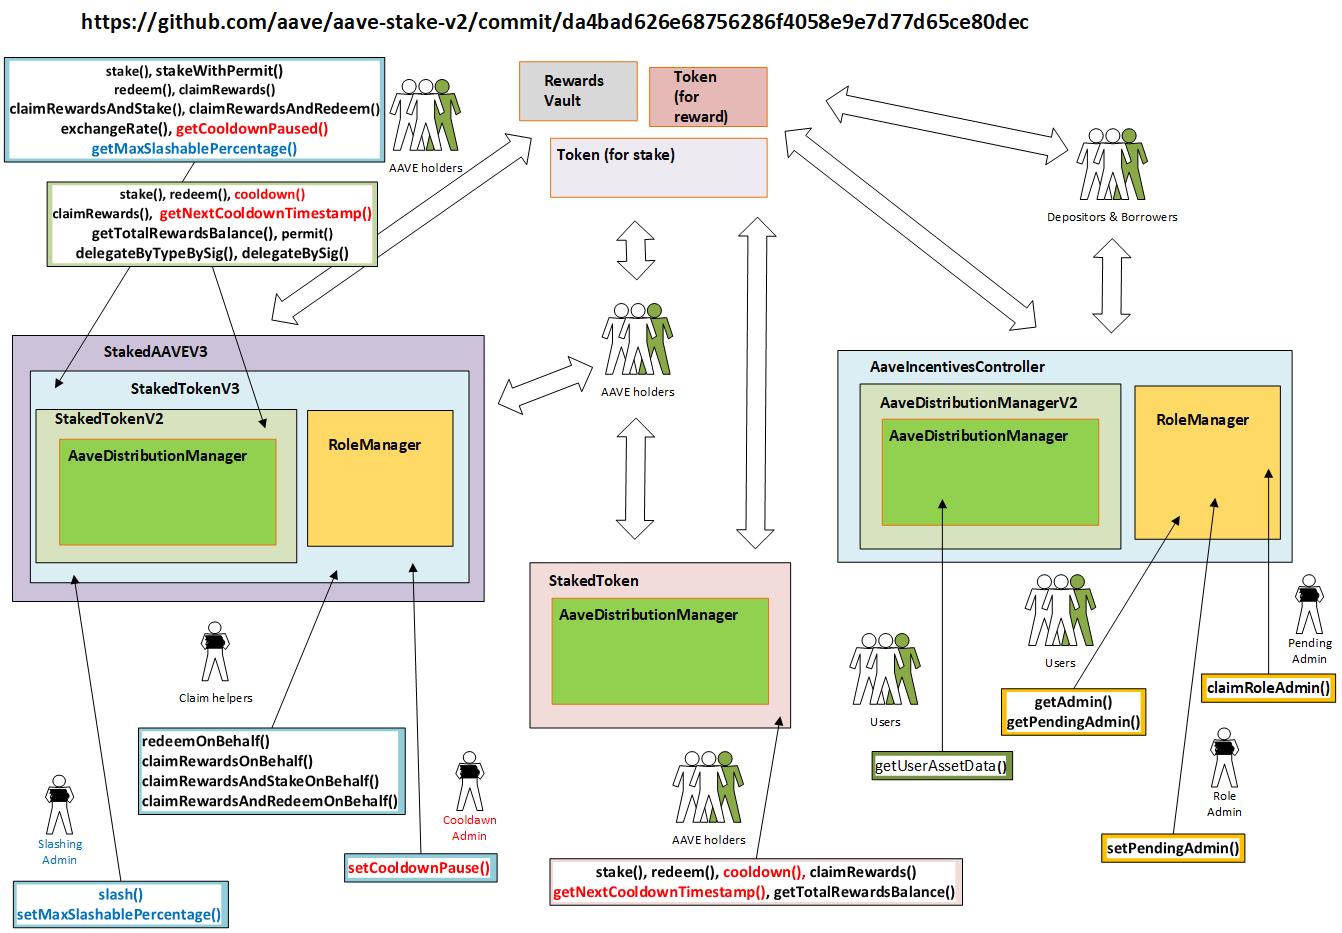 https://github.com/aave/aave-stake-v2/commit/da4bad626e68756286f4058e9e7d77d65ce80dec
stake(), stakeWithPermit()
redeem(), claimRewards()
claimRewardsAndStake(), claimRewardsAndRedeem()
exchangeRate(), getCooldownPaused()
getMaxSlashablePercentage()
AAVE holders
Rewards
Vault
Token
(for
reward)
Token (for stake)
Depositors & Borrowers
stake(), redeem(), cooldown()
claimRewards(), getNextCooldownTimestamp()
getTotalRewardsBalance(), permit()
delegateByTypeBySig(), delegateBySig()
AAVE holders
StakedAAVEV3
StakedTokenV3
StakedTokenV2
AaveDistributionManager
RoleManager
AaveIncentivesController
AaveDistributionManagerV2
AaveDistributionManager
RoleManager
StakedToken
AaveDistributionManager
Claim helpers
redeemOnBehalf()
claimRewardsOnBehalf()
claimRewardsAndStakeOnBehalf()
claimRewardsAndRedeemOnBehalf()
Slashing
Admin
slash()
setMaxSlashablePercentage()
Cooldawn
Admin
setCooldownPause()
AAVE holders
stake(), redeem(), cooldown(), claimRewards()
getNextCooldownTimestamp(), getTotalRewardsBalance()
Users
getUserAssetData()
Users
getAdmin()
getPendingAdmin()
Pending
Admin
claimRoleAdmin()
Role
Admin
setPendingAdmin()